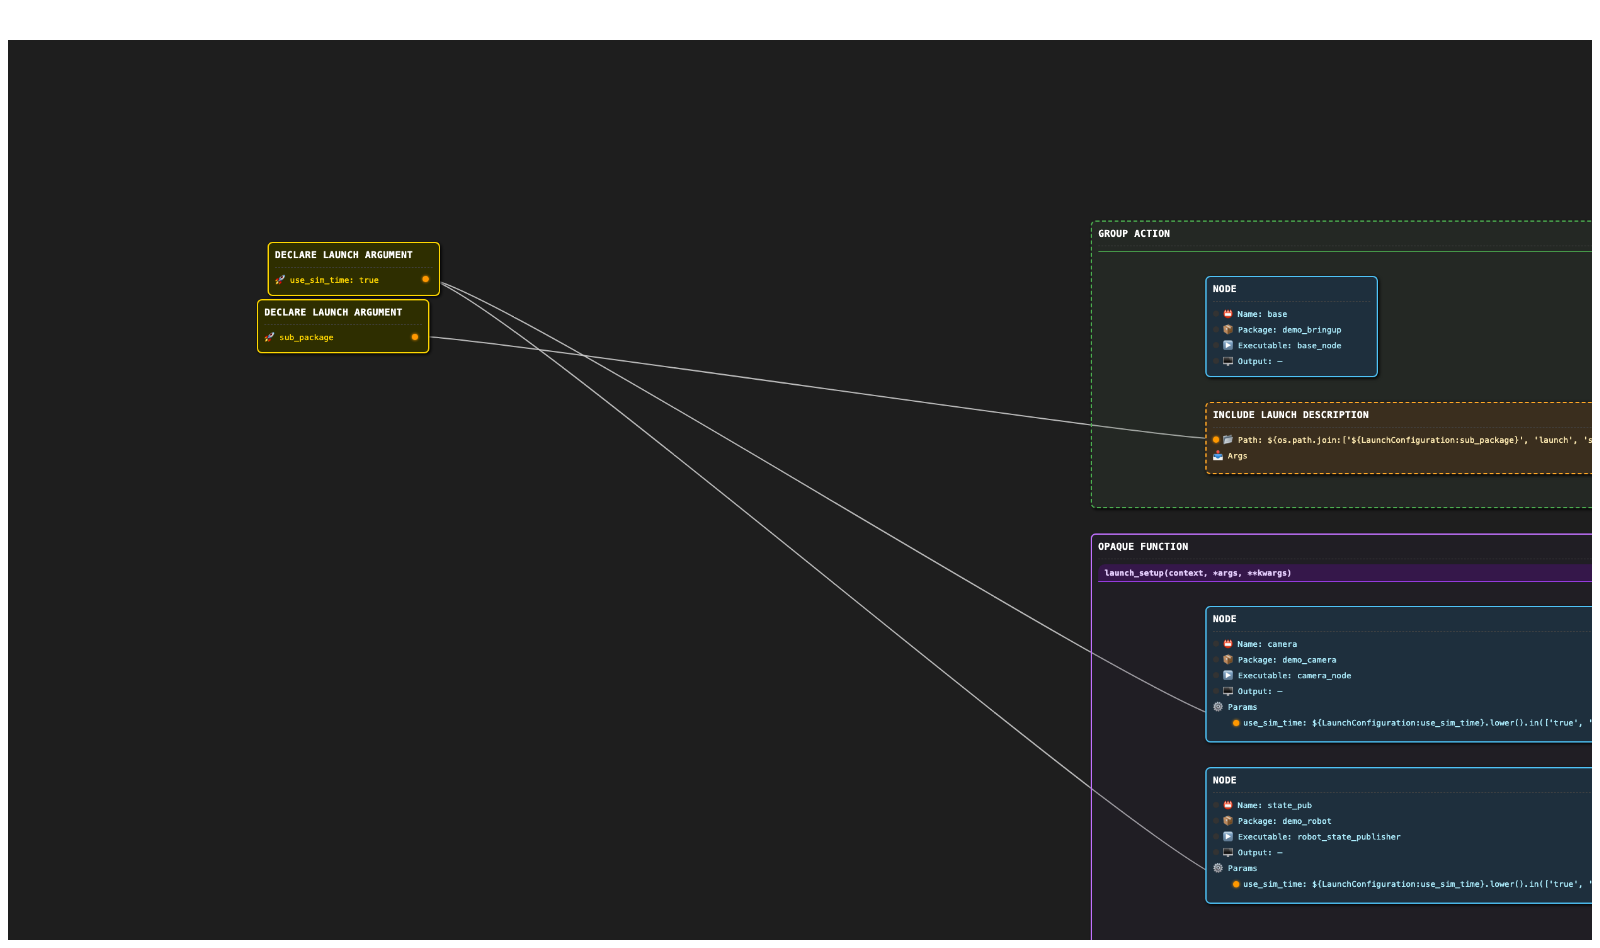 DECLARE LAUNCH ARGUMENT
use_sim_time: true
DECLARE LAUNCH ARGUMENT
sub_package
GROUP ACTION
NODE
Name: base
Package: demo_bringup
Executable: base_node
Output: —
INCLUDE LAUNCH DESCRIPTION
Path: ${os.path.join:['${LaunchConfiguration:sub_package}', 'launch', 's
Args
OPAQUE FUNCTION
launch_setup(context, *args, **kwargs)
NODE
Name: camera
Package: demo_camera
Executable: camera_node
Output: —
Params
use_sim_time: ${LaunchConfiguration:use_sim_time}.lower().in(['true', '
NODE
Name: state_pub
Package: demo_robot
Executable: robot_state_publisher
Output: —
Params
use_sim_time: ${LaunchConfiguration:use_sim_time}.lower().in(['true', '